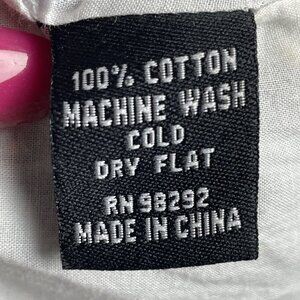 100% COTTON
MACHINE WASH
COLD
DRY FLAT
RN 98292
MADE IN CHINA